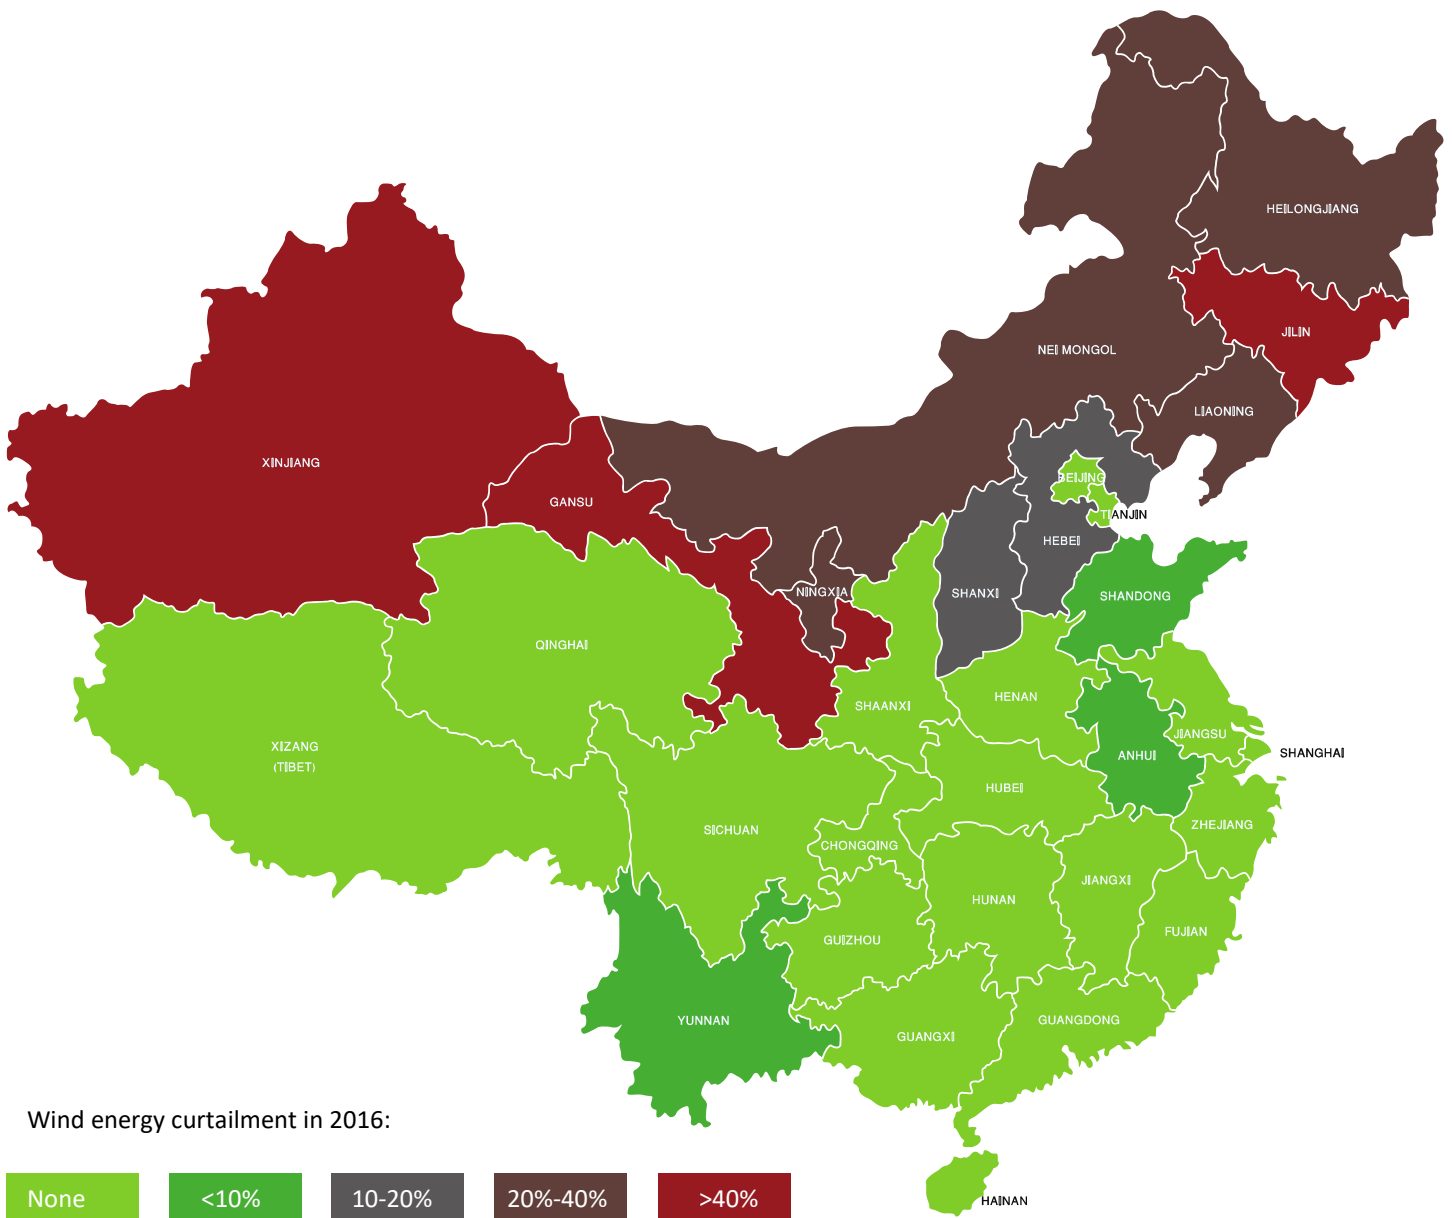 HEILONGJIANG
JILIN
NEI MONGOL
LIAONING
XINJIANG
BEIJING
GANSU
TIANJIN
HEBEI
NINGXIA
SHANXI
SHANDONG
QINGHAI
HENAN
SHAANXI
JIANGSU
XIZANG
(TIBET)
SHANGHAI
ANHUI
HUBEI
ZHEJIANG
SICHUAN
CHONGQING
JIANGXI
HUNAN
FUJIAN
GUIZHOU
YUNNAN
GUANGDONG
GUANGXI
Wind energy curtailment in 2016:
None <10% 10-20% 20%-40% >40%
HAINAN